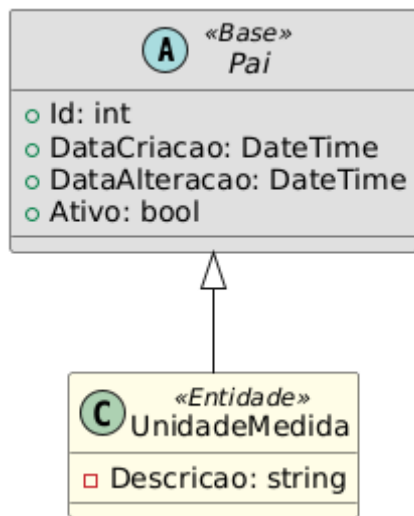 A «Base»
Pai
Id: int
DataCriacao: DateTime
DataAlteracao: DateTime
Ativo: bool
C «Entidade»
UnidadeMedida
Descricao: string